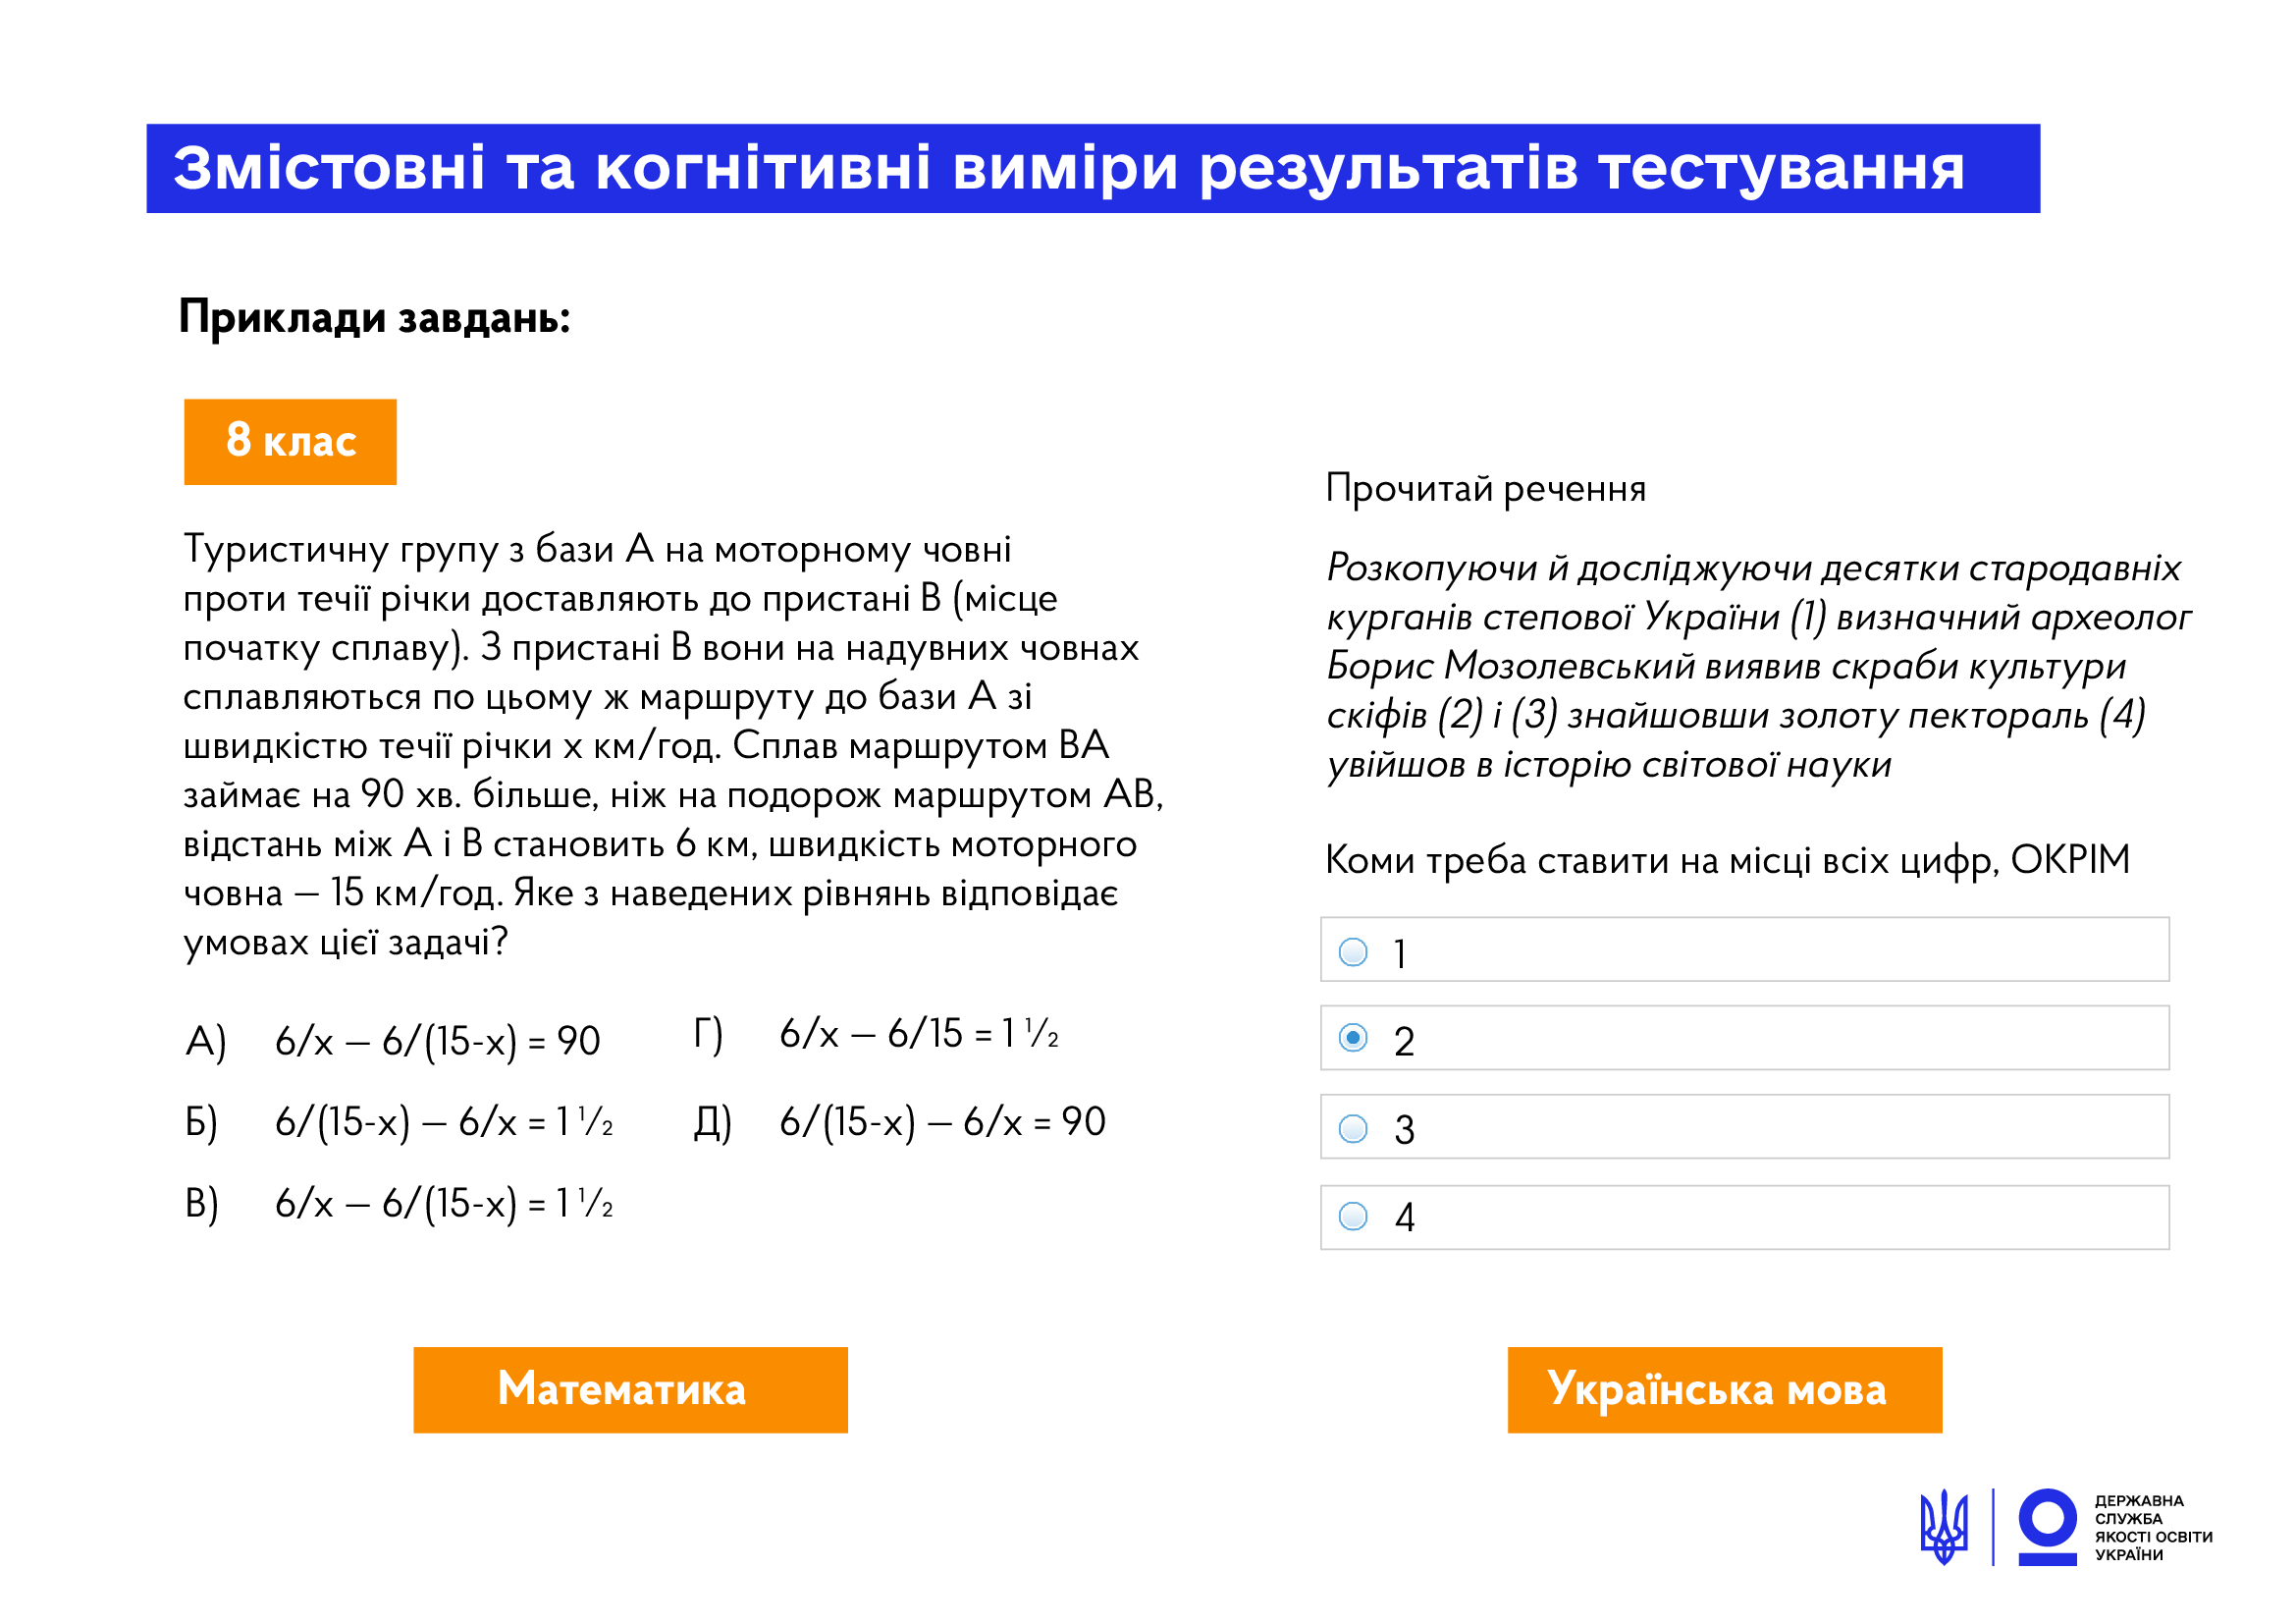 Змістовні та когнітивні виміри результатів тестування
Приклади завдань:
8 клас
Туристичну групу з бази А на моторному човні
проти течії річки доставляють до пристані В (місце
початку сплаву). З пристані В вони на надувних човнах
сплавляються по цьому ж маршруту до бази А зі
швидкістю течії річки х км/год. Сплав маршрутом ВА
займає на 90 хв. більше, ніж на подорож маршрутом АВ,
відстань між А і В становить 6 км, швидкість моторного
човна – 15 км/год. Яке з наведених рівнянь відповідає
умовах цієї задачі?
А) 6/х – 6/(15-х) = 90
Б) 6/(15-х) – 6/х = 1 ½
В) 6/х – 6/(15-х) = 1 ½
Г) 6/х – 6/15 = 1 ½
Д) 6/(15-х) – 6/х = 90
Математика
Прочитай речення
Розкопуючи й досліджуючи десятки стародавніх
курганів степової України (1) визначний археолог
Борис Мозолевський виявив скраби культури
скіфів (2) і (3) знайшовши золоту пектораль (4)
увійшов в історію світової науки
Коми треба ставити на місці всіх цифр, ОКРІМ
1
2
3
4
Українська мова
ДЕРЖАВНА
СЛУЖБА
ЯКОСТІ ОСВІТИ
УКРАЇНИ